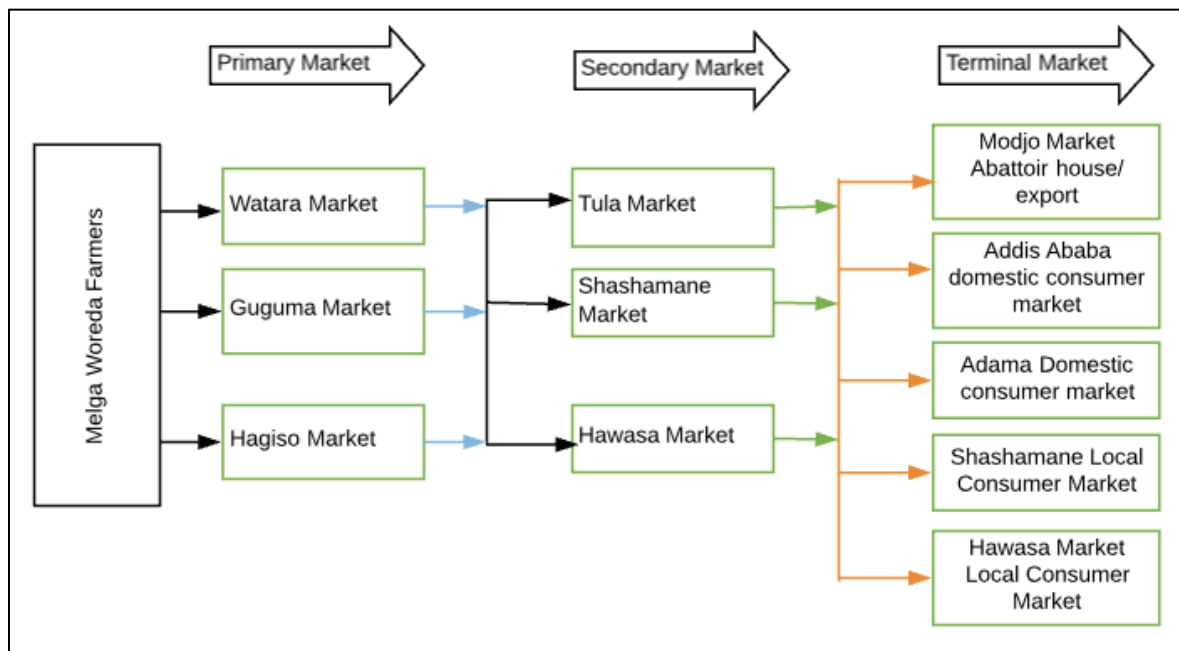 Primary Market
Secondary Market
Terminal Market
Melga Woreda Farmers
Watara Market
Guguma Market
Hagiso Market
Tula Market
Shashamane
Market
Hawasa Market
Modjo Market
Abattoir house/
export
Addis Ababa
domestic consumer
market
Adama Domestic
consumer market
Shashamane Local
Consumer Market
Hawasa Market
Local Consumer
Market